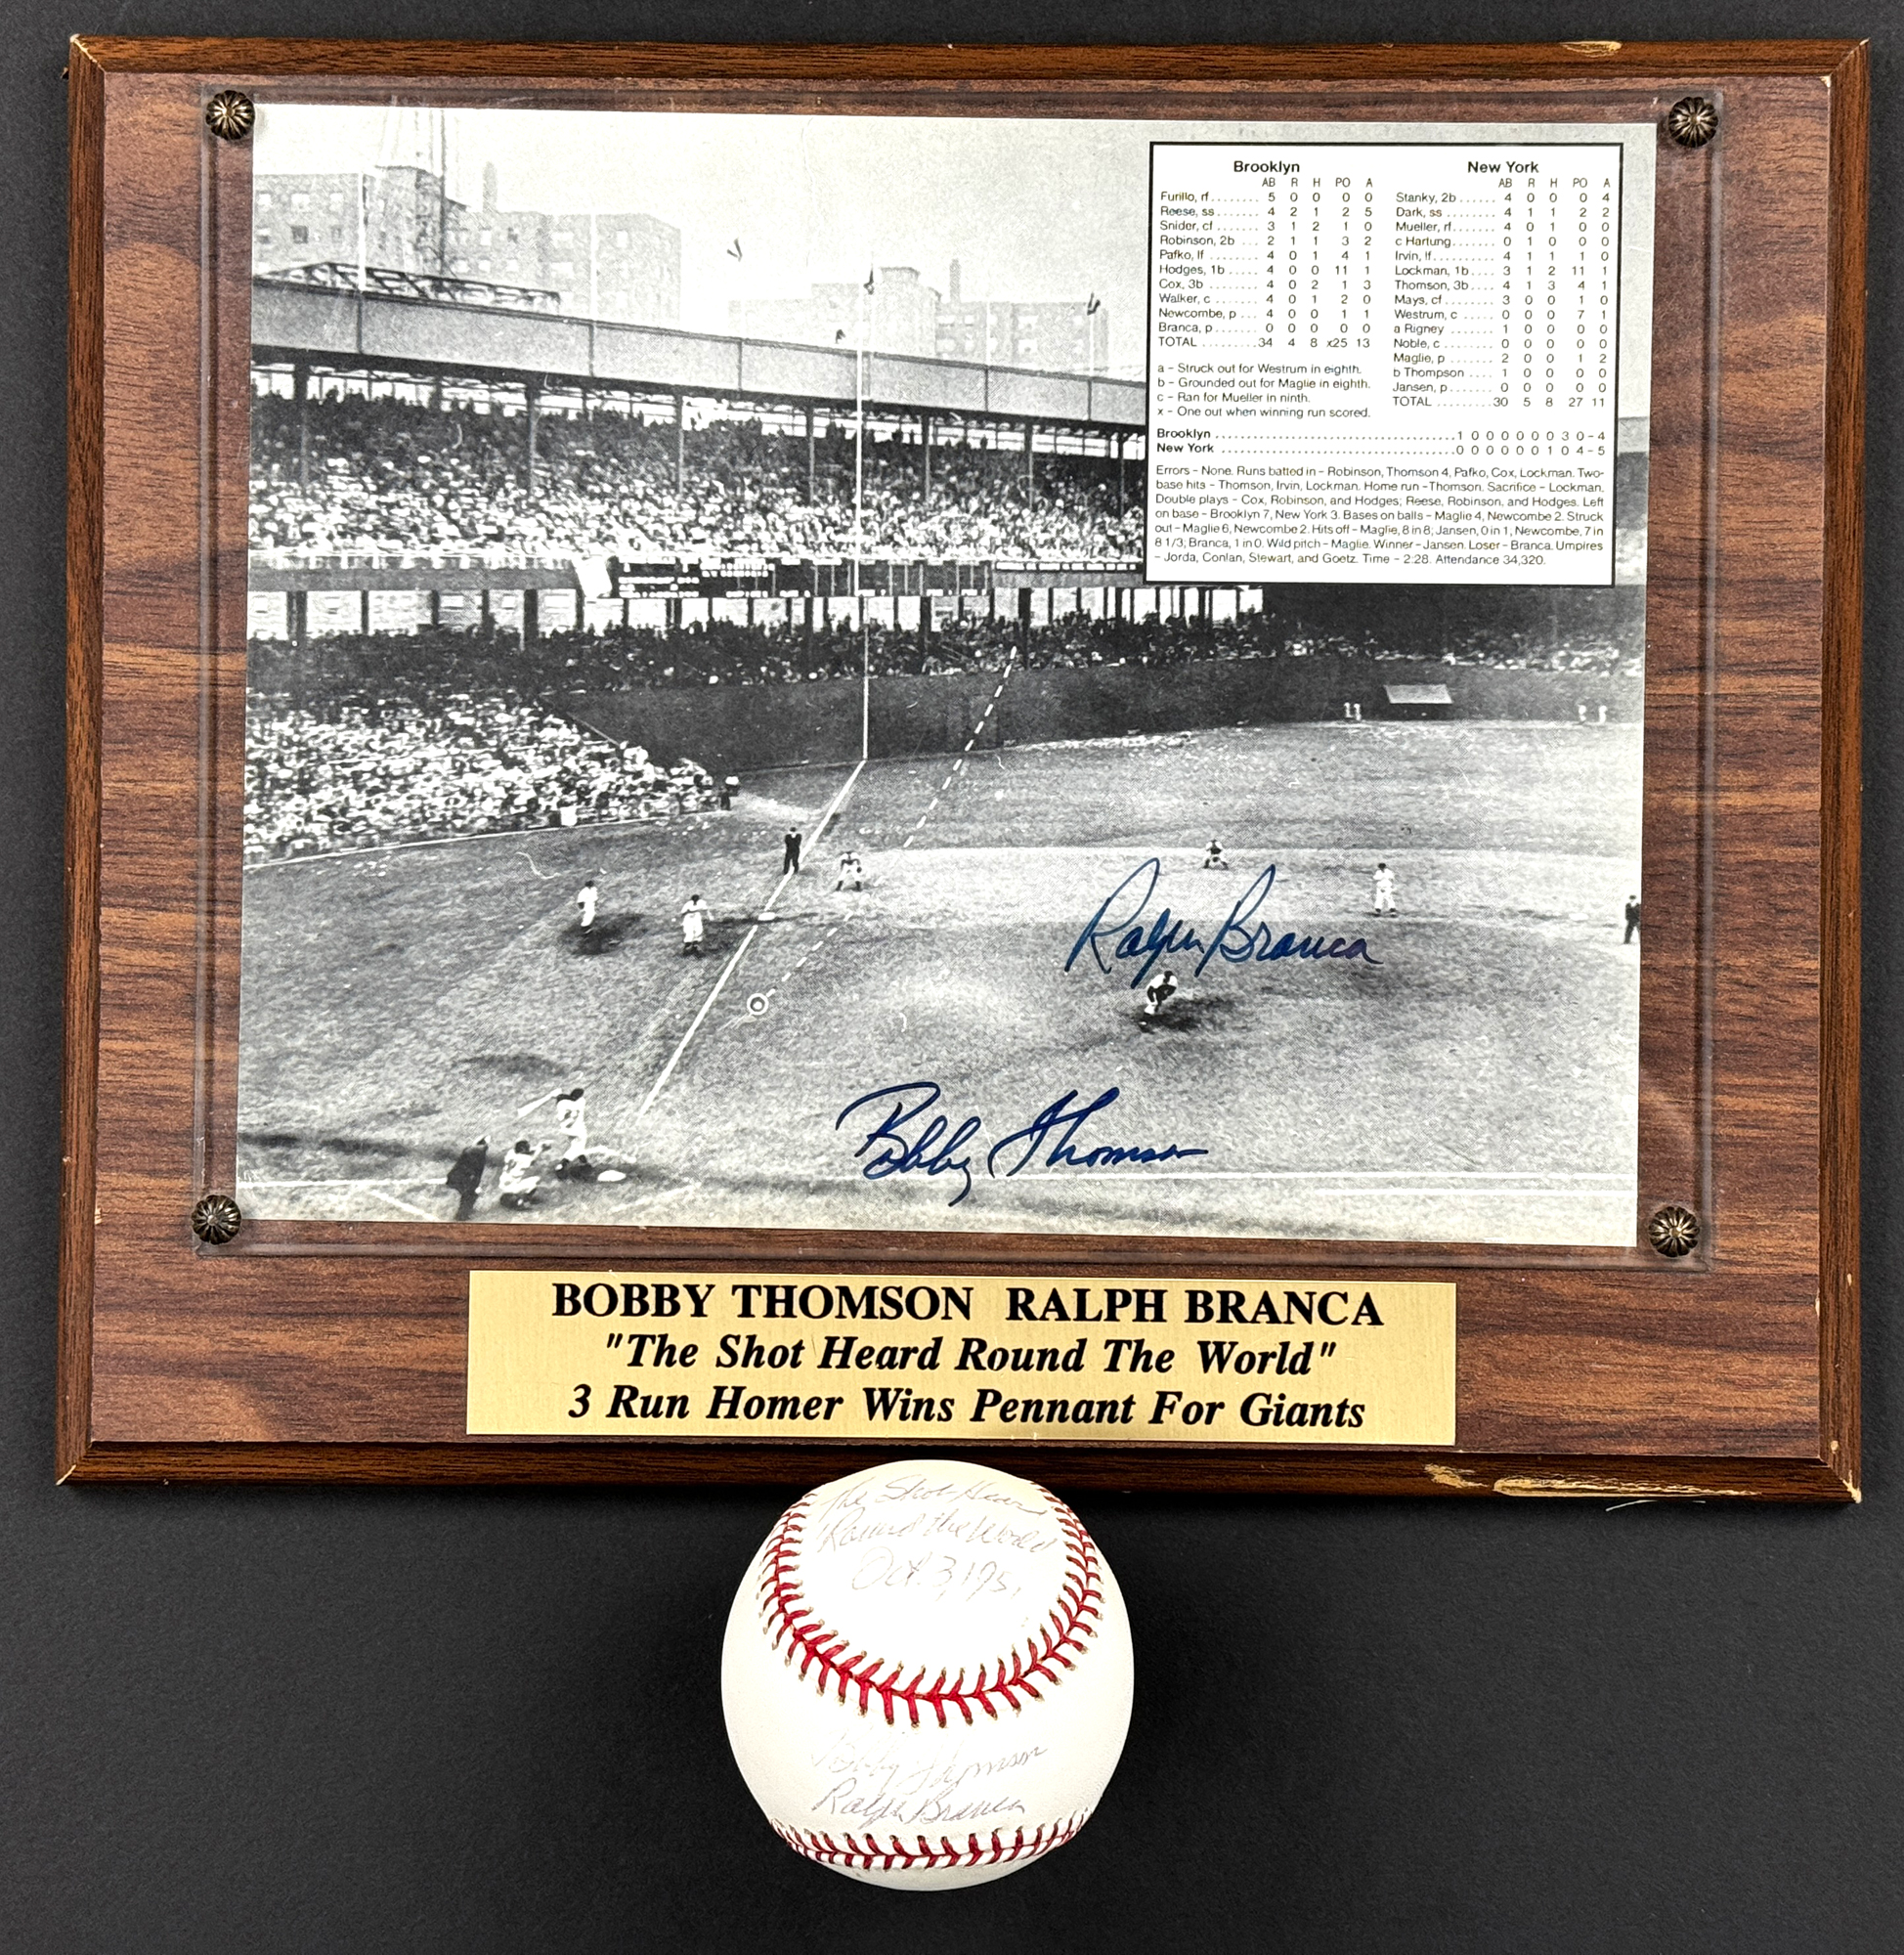 Brooklyn
AB R H PO A
Furillo, rf 5 0 0 0 0
Reese, ss 4 2 1 2 5
Snider, cf 3 1 2 1 0
Robinson, 2b 2 1 1 3 2
Pafko, lf 4 0 1 4 1
Hodges, 1b 4 0 0 11 1
Cox, 3b 4 0 2 1 3
Walker, c 4 0 1 2 0
Newcombe, p 4 0 0 1 1
Branca, p 0 0 0 0 0
TOTAL 34 4 8 x25 13
a - Struck out for Westrum in eighth.
b - Grounded out for Maglie in eighth.
c - Ran for Mueller in ninth.
x - One out when winning run scored.
New York
AB R H PO A
Stanky, 2b 4 0 0 0 4
Dark, ss 4 1 1 2 2
Mueller, rf 4 0 1 0 0
c Hartung 0 1 0 0 0
Irvin, lf 4 1 1 1 0
Lockman, 1b 3 1 2 11 1
Thomson, 3b 4 1 3 4 1
Mays, cf 3 0 0 1 0
Westrum, c 0 0 0 7 1
a Rigney 1 0 0 0 0
Noble, c 0 0 0 0 0
Maglie, p 2 0 0 1 2
b Thompson 1 0 0 0 0
Jansen, p 0 0 0 0 0
TOTAL 30 5 8 27 11
Brooklyn 1 0 0 0 0 0 0 3 0 - 4
New York 0 0 0 0 0 0 1 0 4 - 5
Errors - None. Runs batted in - Robinson, Thomson 4, Pafko, Cox, Lockman. Two-
base hits - Thomson, Irvin, Lockman. Home run - Thomson. Sacrifice - Lockman.
Double plays - Cox, Robinson, and Hodges; Reese, Robinson, and Hodges. Left
on base - Brooklyn 7, New York 3. Bases on balls - Maglie 4, Newcombe 2. Struck
out - Maglie 6, Newcombe 2. Hits off - Maglie, 8 in 8; Jansen, 0 in 1, Newcombe, 7 in
8 1/3; Branca, 1 in 0. Wild pitch - Maglie. Winner - Jansen. Loser - Branca. Umpires
- Jorda, Conlan, Stewart, and Goetz. Time - 2:28. Attendance 34,320.
Ralph Branca
Bobby Thomson
BOBBY THOMSON RALPH BRANCA
"The Shot Heard Round The World"
3 Run Homer Wins Pennant For Giants
The Shot Heard
Round the World
Oct. 3, 1951
Bobby Thomson
Ralph Branca